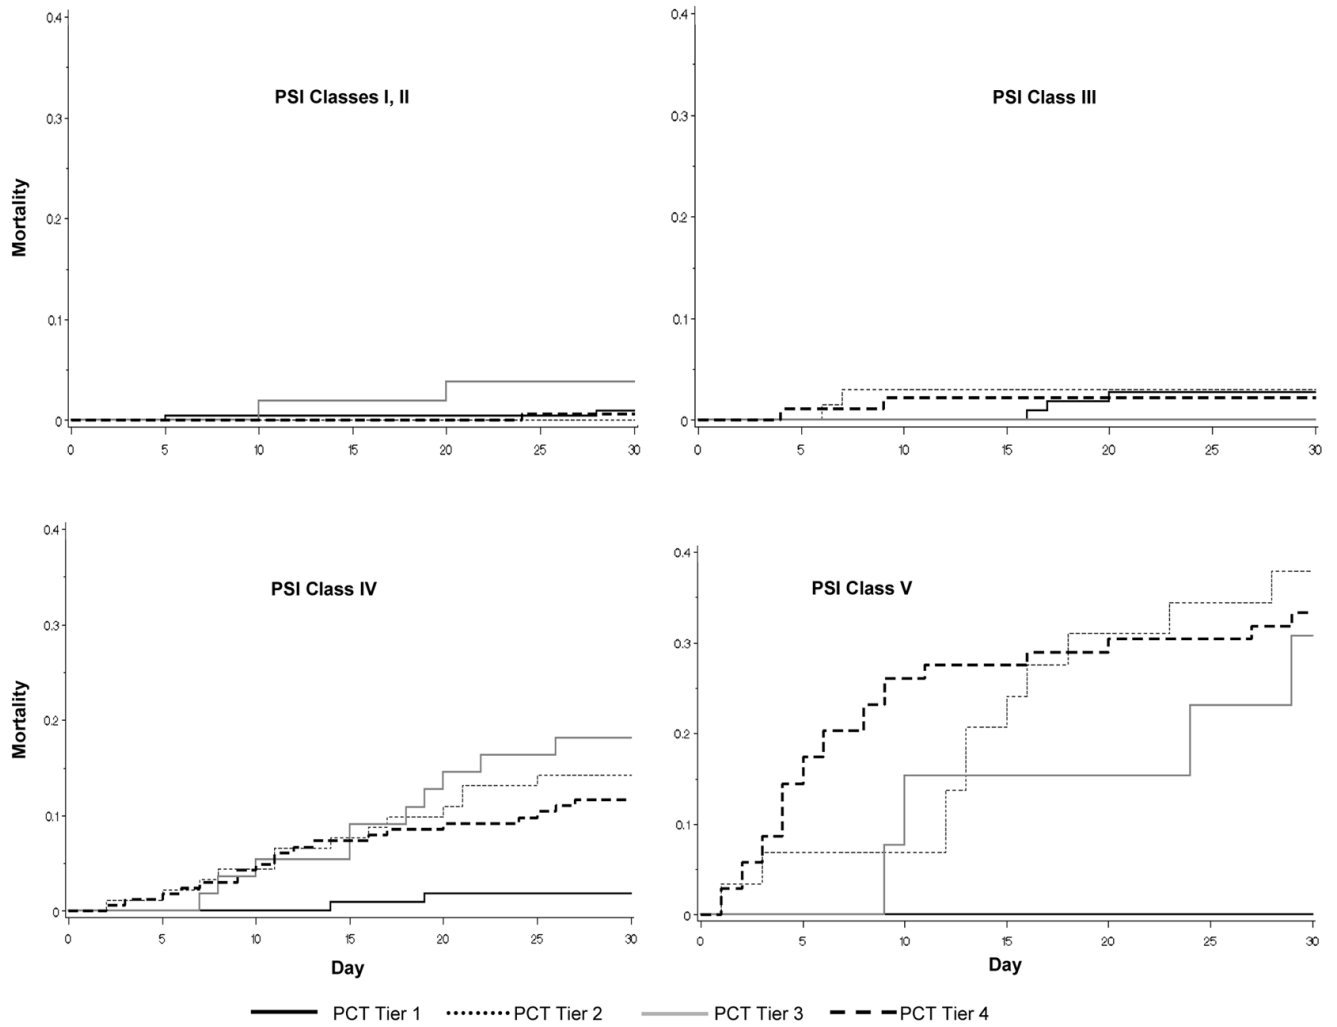 PSI Classes I, II
Mortality
0.4
0.3
0.2
0.1
0
0 5 10 15 20 25 30
PSI Class III
0.4
0.3
0.2
0.1
0
0 5 10 15 20 25 30
PSI Class IV
Mortality
0.4
0.3
0.2
0.1
0
0 5 10 15 20 25 30
Day
PSI Class V
0.4
0.3
0.2
0.1
0
0 5 10 15 20 25 30
Day
PCT Tier 1 PCT Tier 2 PCT Tier 3 PCT Tier 4